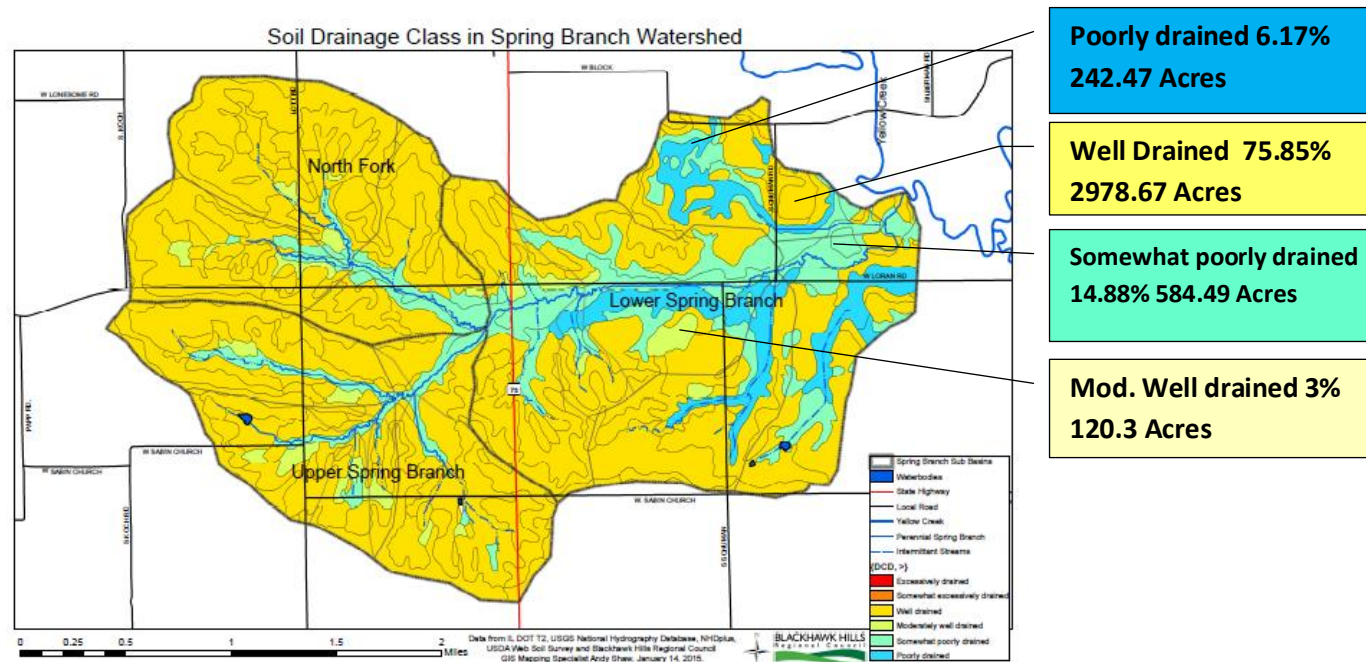 Soil Drainage Class in Spring Branch Watershed
W BLOCK
W LONESOME RD
S. KOCH
Yellow Creek
North Fork
W LORAN RD
Lower Spring Branch
73
PAPP RD.
W SABIN CHURCH
W SABIN CHURCH
Upper Spring Branch
W. SABIN CHURCH
Poorly drained 6.17%
242.47 Acres
Well Drained 75.85%
2978.67 Acres
Somewhat poorly drained
14.88% 584.49 Acres
Mod. Well drained 3%
120.3 Acres
Spring Branch Sub Basins
Waterbodies
State Highway
Local Road
Yellow Creek
Perennial Spring Branch
Intermittent Streams
(DCD, >)
Excessively drained
Somewhat excessively drained
Well drained
Moderately well drained
Somewhat poorly drained
Poorly drained
0 0.25 0.5 1 1.5 2
Miles
Data from IL DOT T2, USGS National Hydrography Database, NHDplus,
USDA Web Soil Survey and Blackhawk Hills Regional Council
GIS Mapping Specialist Andy Shaw, January 14, 2015.
BLACKHAWK HILLS
Regional Council